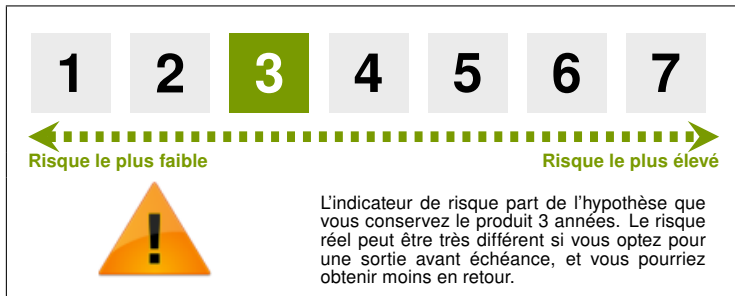 1 2 3 4 5 6 7
Risque le plus faible Risque le plus élevé
!
L'indicateur de risque part de l'hypothèse que
vous conservez le produit 3 années. Le risque
réel peut être très différent si vous optez pour
une sortie avant échéance, et vous pourriez
obtenir moins en retour.